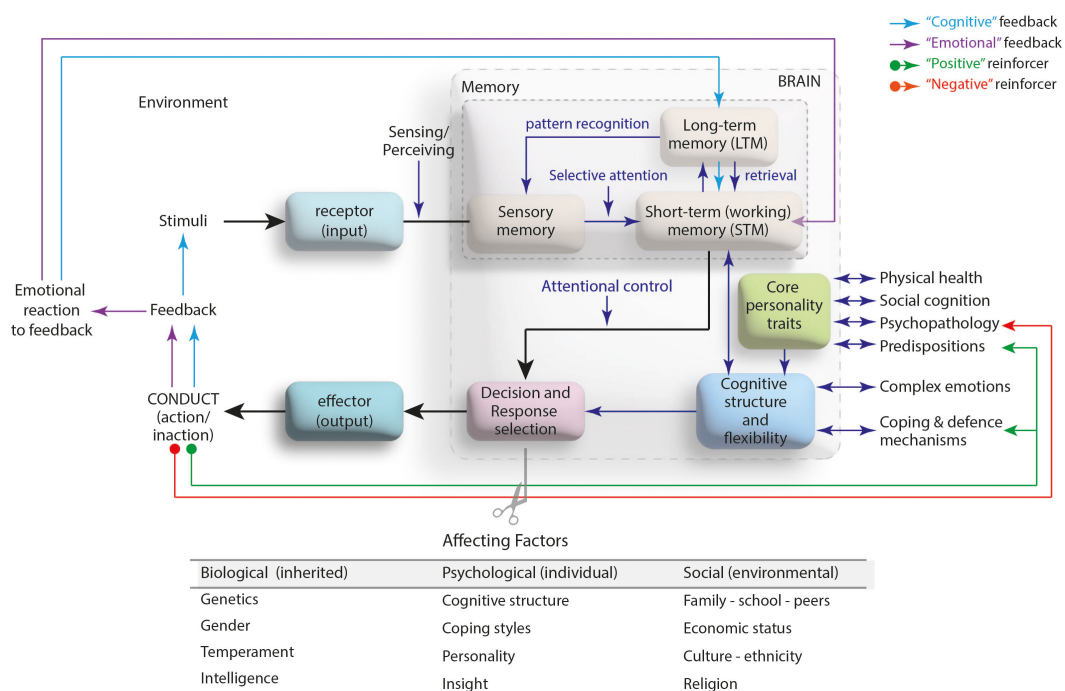 "Cognitive" feedback
"Emotional" feedback
"Positive" reinforcer
"Negative" reinforcer
BRAIN
Memory
Environment
Sensing/
Perceiving
pattern recognition
Long-term
memory (LTM)
Selective attention
retrieval
Stimuli
receptor
(input)
Sensory
memory
Short-term (working)
memory (STM)
Emotional
reaction
to feedback
Feedback
Attentional control
Core
personality
traits
Physical health
Social cognition
Psychopathology
Predispositions
CONDUCT
(action/
inaction)
effector
(output)
Decision and
Response
selection
Cognitive
structure
and
flexibility
Complex emotions
Coping & defence
mechanisms
Affecting Factors
Biological (inherited)
Psychological (individual)
Social (environmental)
Genetics
Cognitive structure
Family - school - peers
Gender
Coping styles
Economic status
Temperament
Personality
Culture - ethnicity
Intelligence
Insight
Religion